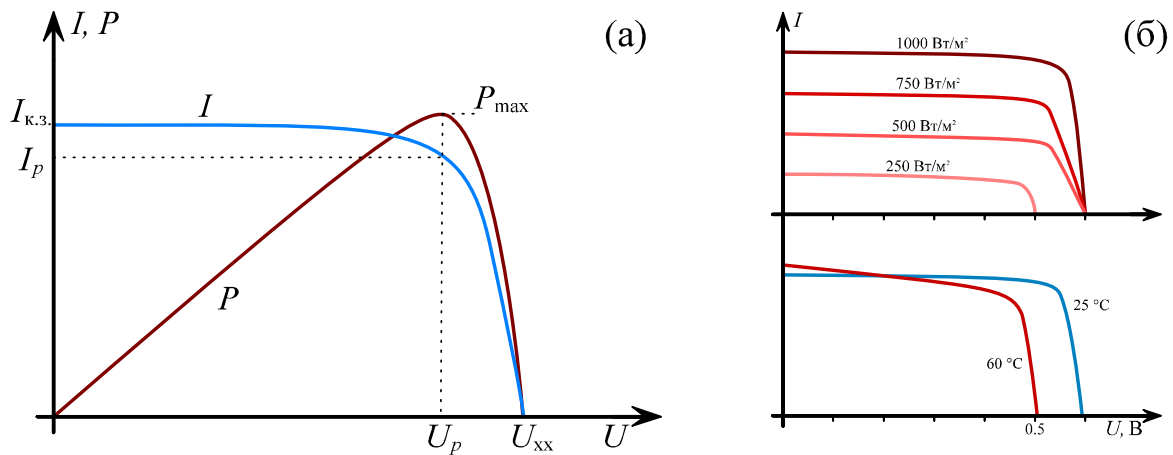 I, P
(а)
Iк.з.
I
Pmax
Ip
P
Up
Uхх
U
I
(б)
1000 Вт/м²
750 Вт/м²
500 Вт/м²
250 Вт/м²
25 °C
60 °C
0.5
U, В